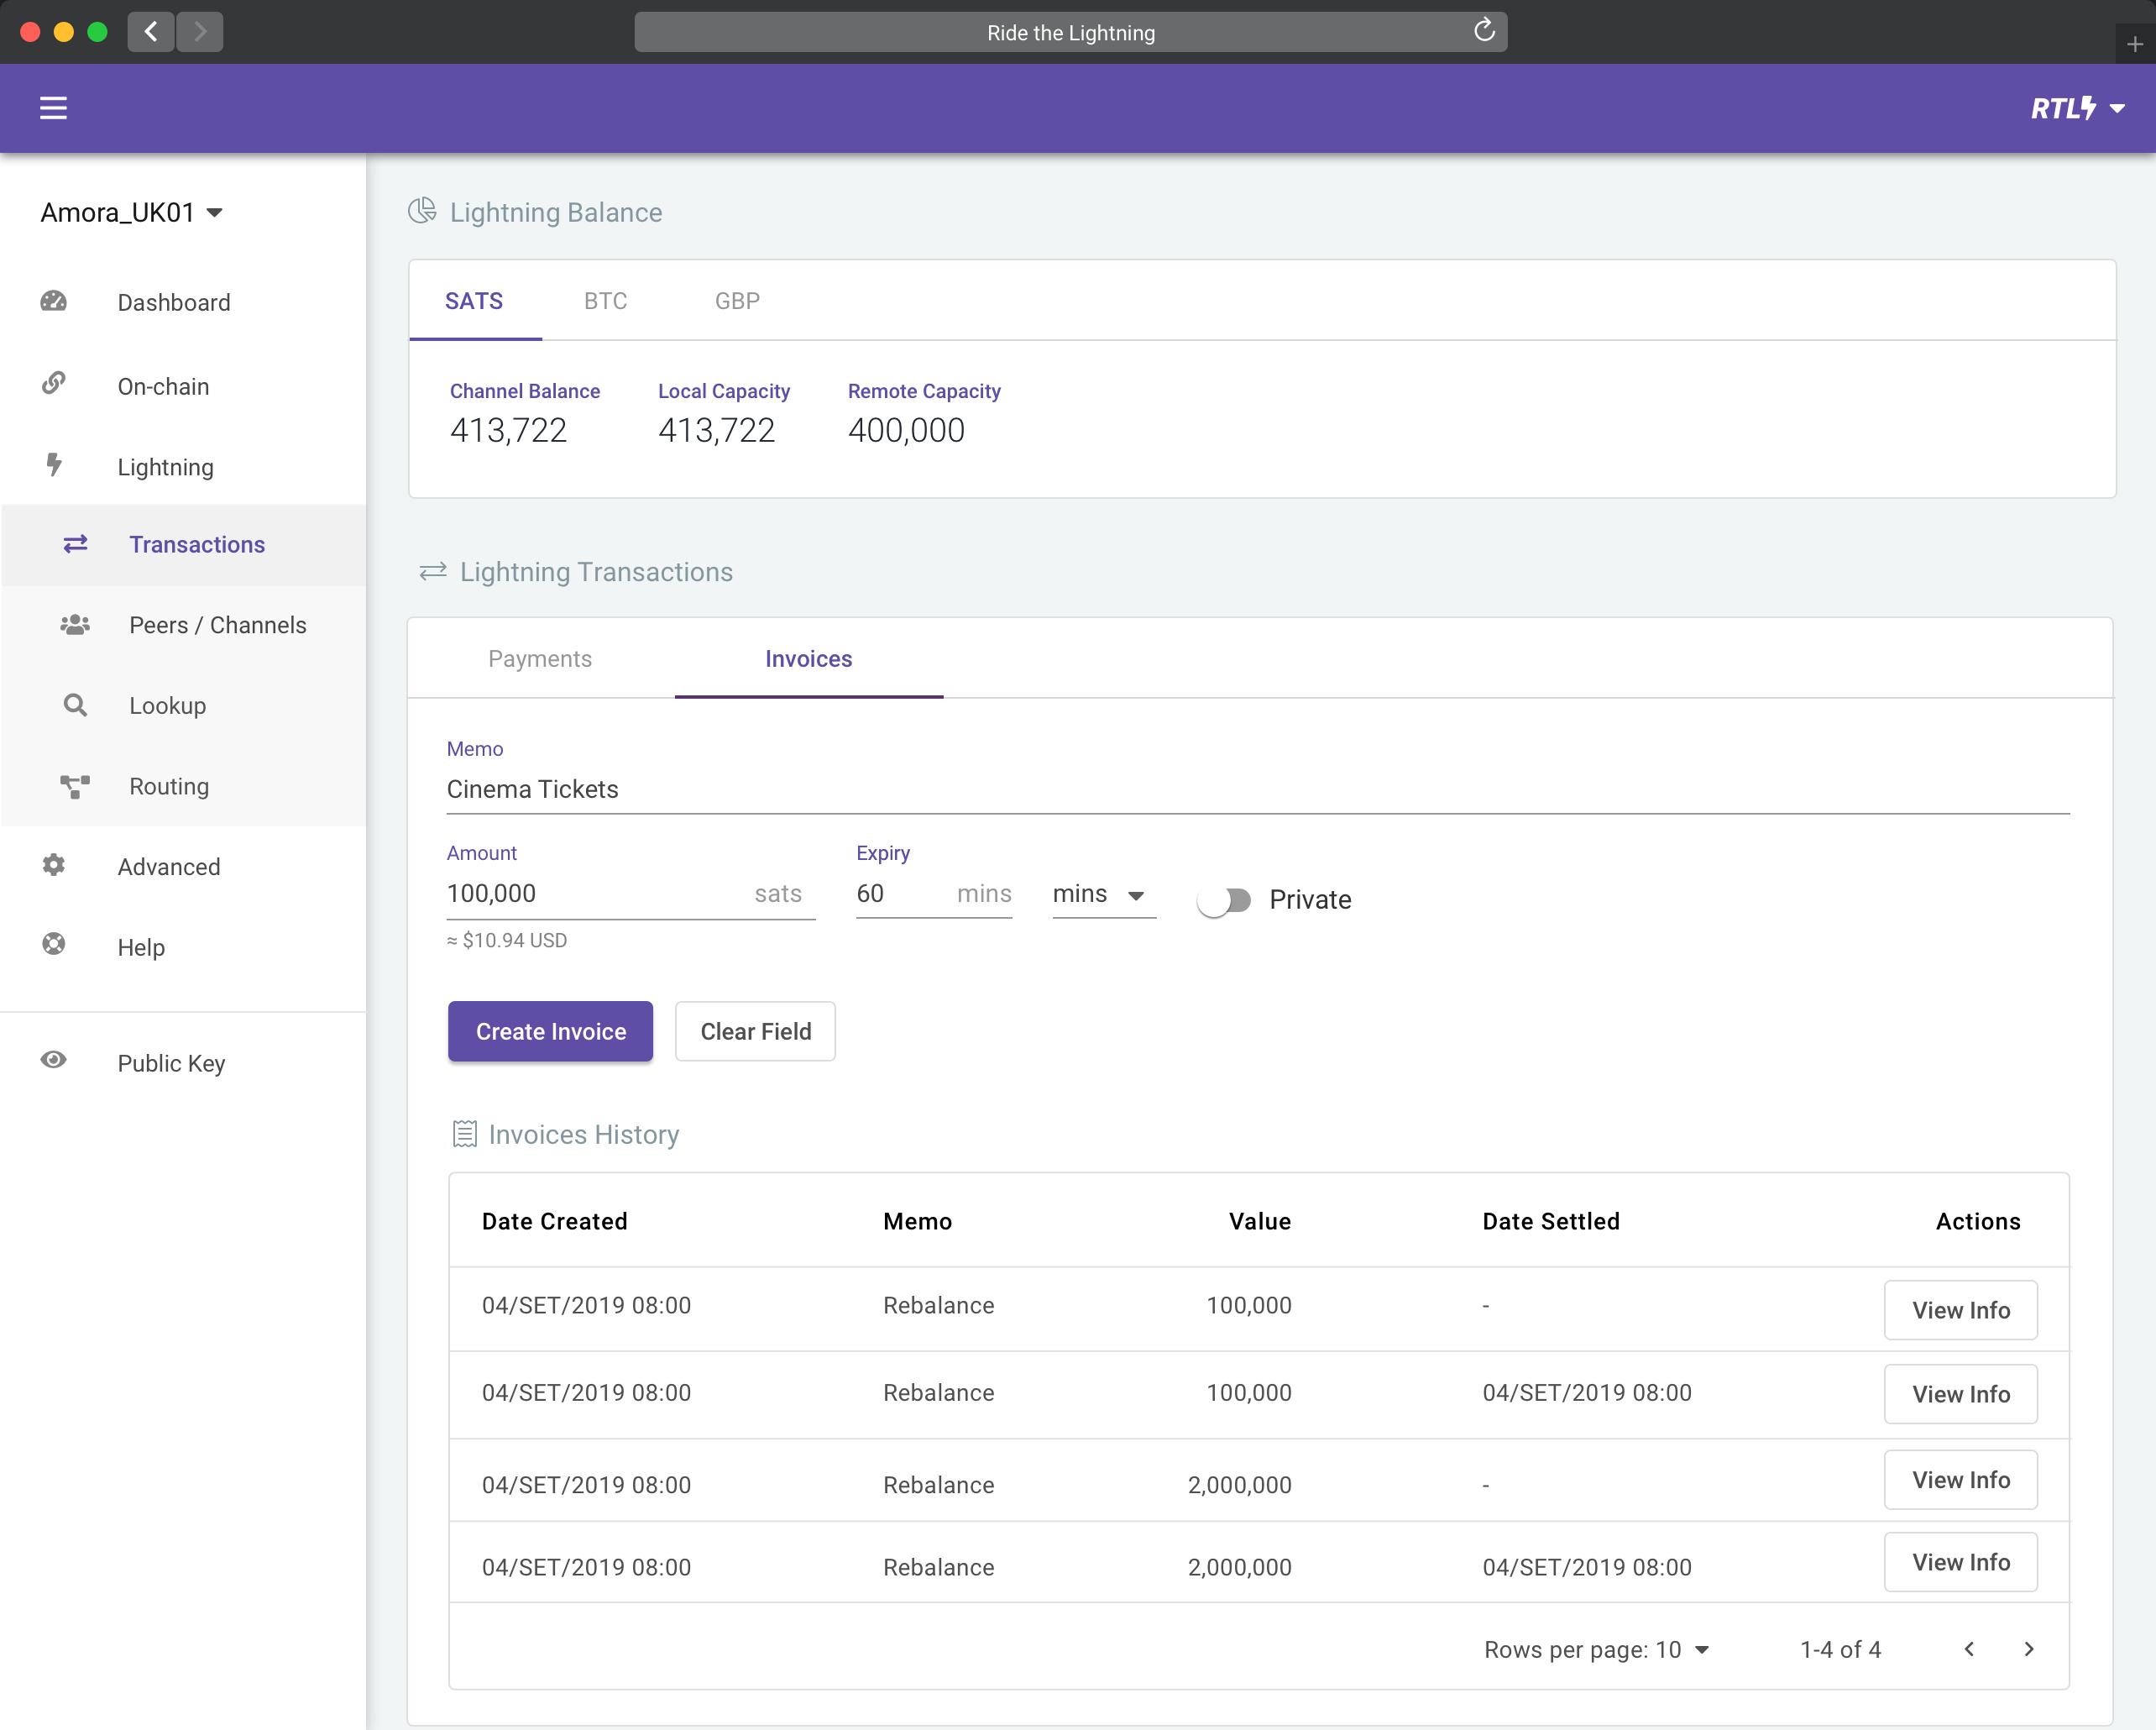 Ride the Lightning
RTL
Amora_UK01
Dashboard
On-chain
Lightning
Transactions
Peers / Channels
Lookup
Routing
Advanced
Help
Public Key
Lightning Balance
SATS BTC GBP
Channel Balance Local Capacity Remote Capacity
413,722 413,722 400,000
Lightning Transactions
Payments Invoices
Memo
Cinema Tickets
Amount Expiry
100,000 sats 60 mins mins Private
≈ $10.94 USD
Create Invoice Clear Field
Invoices History
Date Created Memo Value Date Settled Actions
04/SET/2019 08:00 Rebalance 100,000 - View Info
04/SET/2019 08:00 Rebalance 100,000 04/SET/2019 08:00 View Info
04/SET/2019 08:00 Rebalance 2,000,000 - View Info
04/SET/2019 08:00 Rebalance 2,000,000 04/SET/2019 08:00 View Info
Rows per page: 10 1-4 of 4